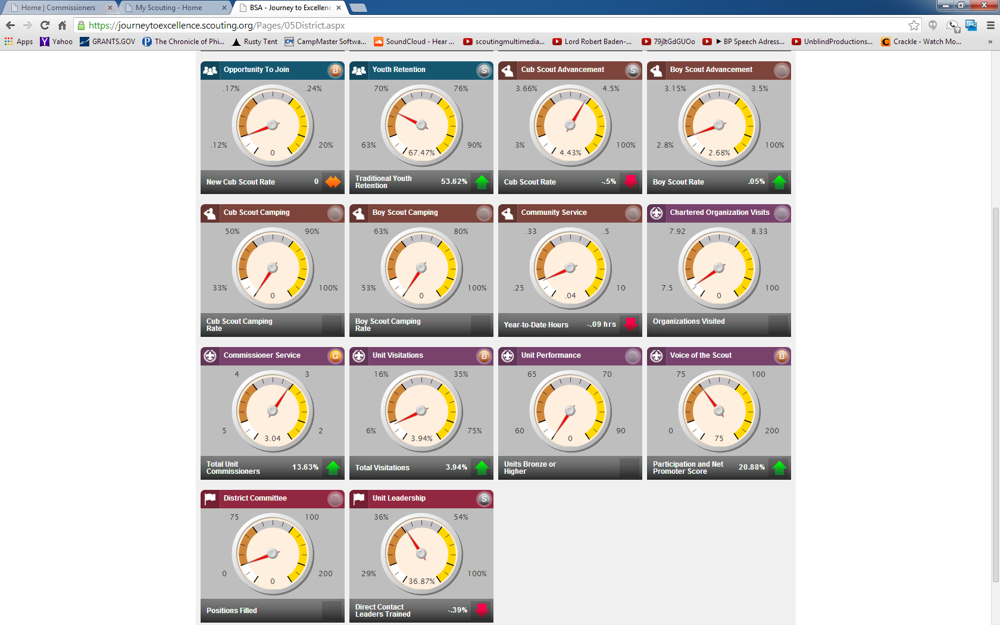 Home | Commissioners
My Scouting - Home
BSA - Journey to Excellenc
https://journeytoexcellence.scouting.org/Pages/05District.aspx
Apps
Yahoo
GRANTS.GOV
The Chronicle of Phi...
Rusty Tent
CM CampMaster Softwa...
SoundCloud - Hear ...
scoutingmultimedia...
Lord Robert Baden-...
79jItGdGUOo
► BP Speech Adress...
UnblindProductions...
Crackle - Watch Mo...
»
Opportunity To Join B
.17% .24%
.12% 20%
0
New Cub Scout Rate 0
Youth Retention S
70% 76%
63% 90%
67.47%
Traditional Youth
Retention
53.62%
Cub Scout Advancement S
3.66% 4.5%
3% 100%
4.43%
Cub Scout Rate -.5%
Boy Scout Advancement
3.15% 3.5%
2.8% 100%
2.68%
Boy Scout Rate .05%
Cub Scout Camping
50% 90%
33% 100%
0
Cub Scout Camping
Rate
Boy Scout Camping
63% 80%
53% 100%
0
Boy Scout Camping
Rate
Community Service
.33 .5
.25 10
.04
Year-to-Date Hours -.09 hrs
Chartered Organization Visits
7.92 8.33
7.5 100
0
Organizations Visited
Commissioner Service G
4 3
5 2
3.04
Total Unit
Commissioners
13.63%
Unit Visitations B
16% 35%
6% 75%
3.94%
Total Visitations 3.94%
Unit Performance
65 70
60 90
0
Units Bronze or
Higher
Voice of the Scout B
75 100
0 200
75
Participation and Net
Promoter Score
20.88%
District Committee
75 100
0 200
0
Positions Filled
Unit Leadership S
36% 54%
29% 100%
36.87%
Direct Contact
Leaders Trained
-.39%